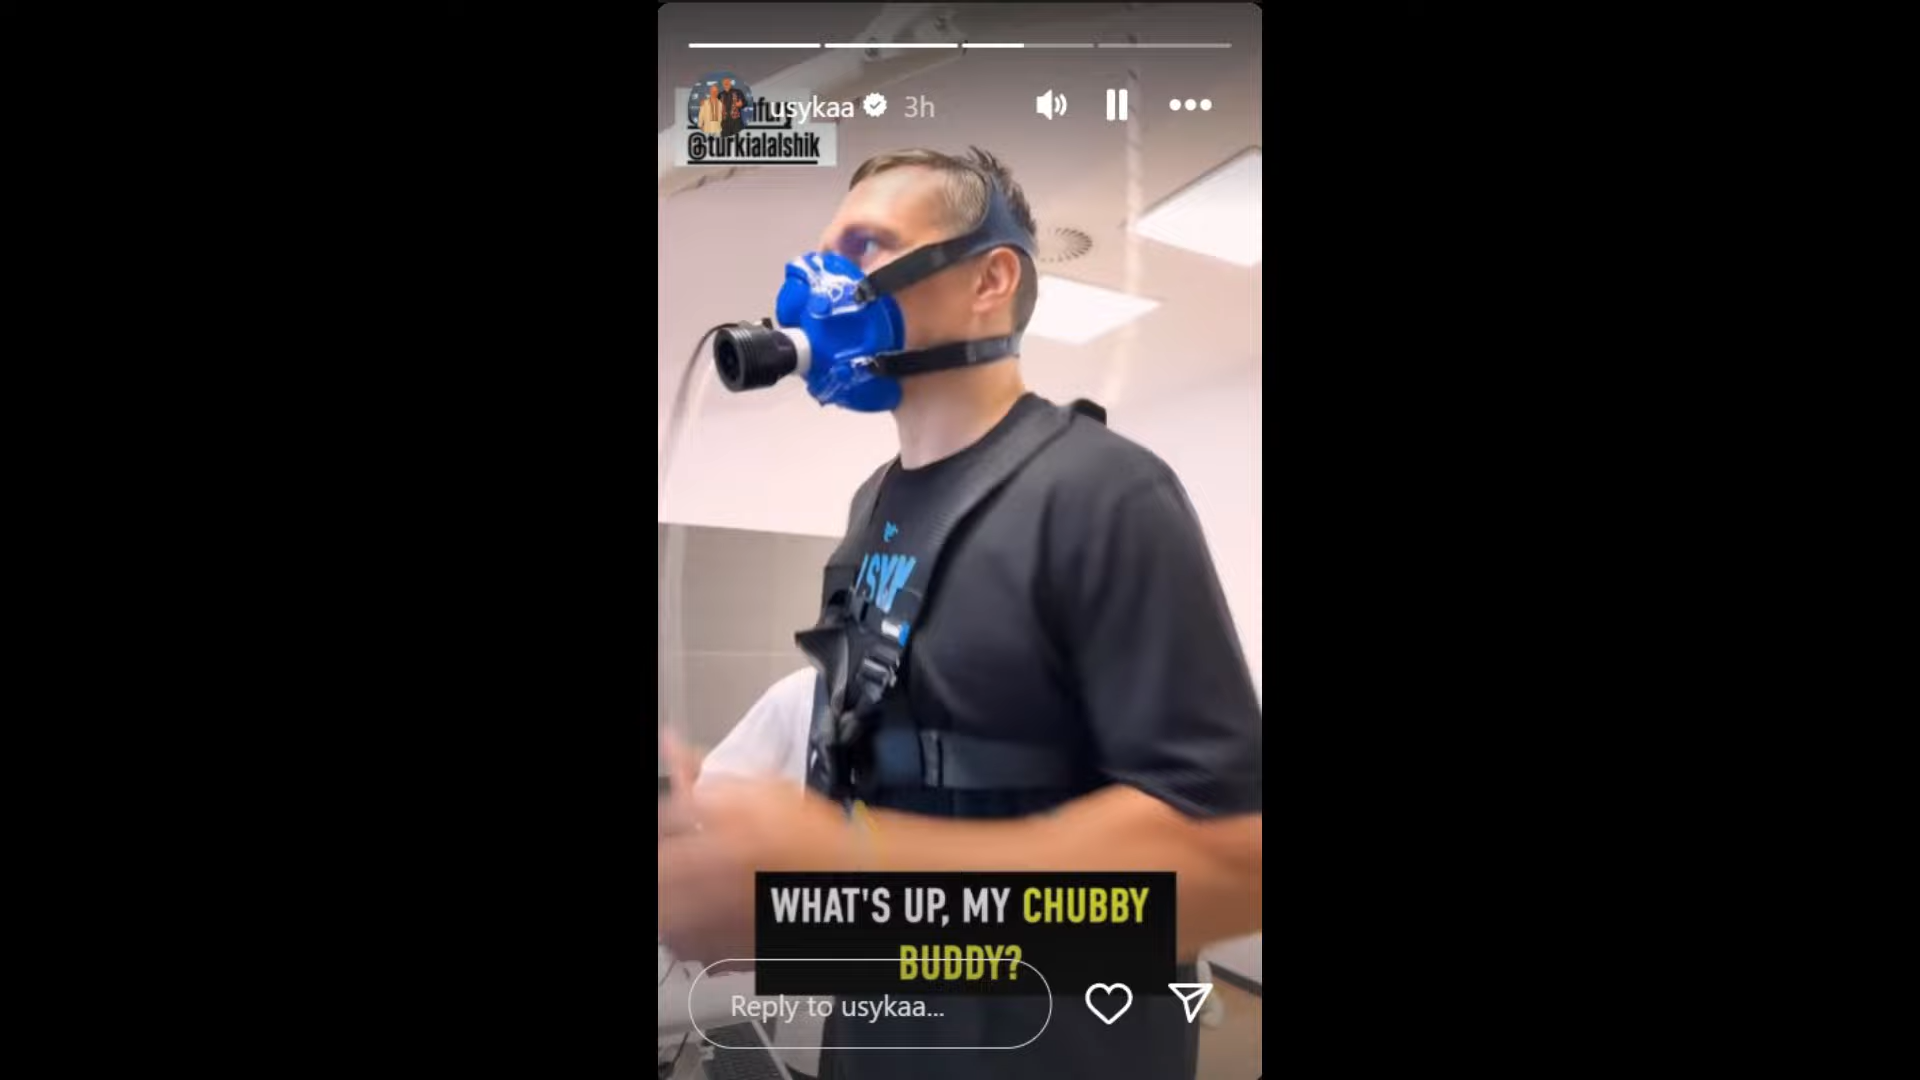 usykaa 3h
@turkialalshik
WHAT'S UP, MY CHUBBY
BUDDY?
Reply to usykaa...